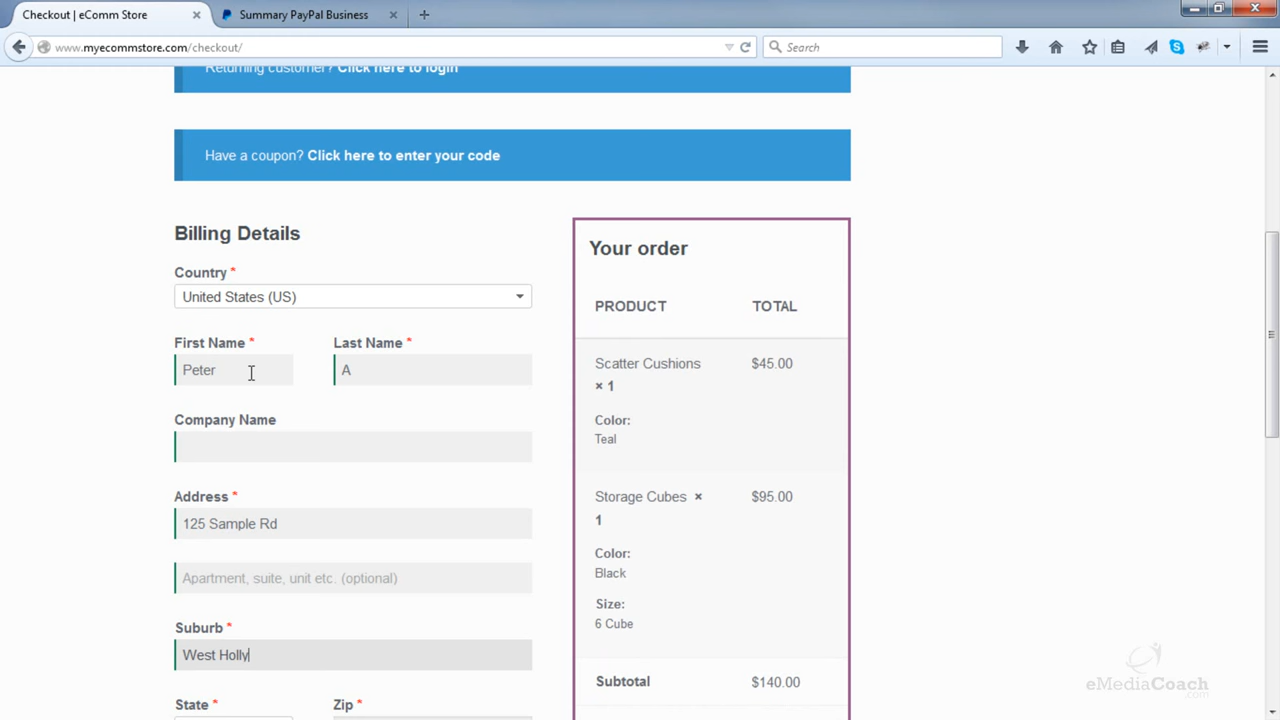 Checkout | eComm Store
Summary PayPal Business
www.myecommstore.com/checkout/
Search
Returning customer? Click here to login
Have a coupon? Click here to enter your code
Billing Details
Country *
United States (US)
First Name *
Last Name *
Peter
A
Company Name
Address *
125 Sample Rd
Apartment, suite, unit etc. (optional)
Suburb *
West Holly
State *
Zip *
Your order
PRODUCT
TOTAL
Scatter Cushions
$45.00
× 1
Color:
Teal
Storage Cubes ×
$95.00
1
Color:
Black
Size:
6 Cube
Subtotal
$140.00
eMediaCoach
.com